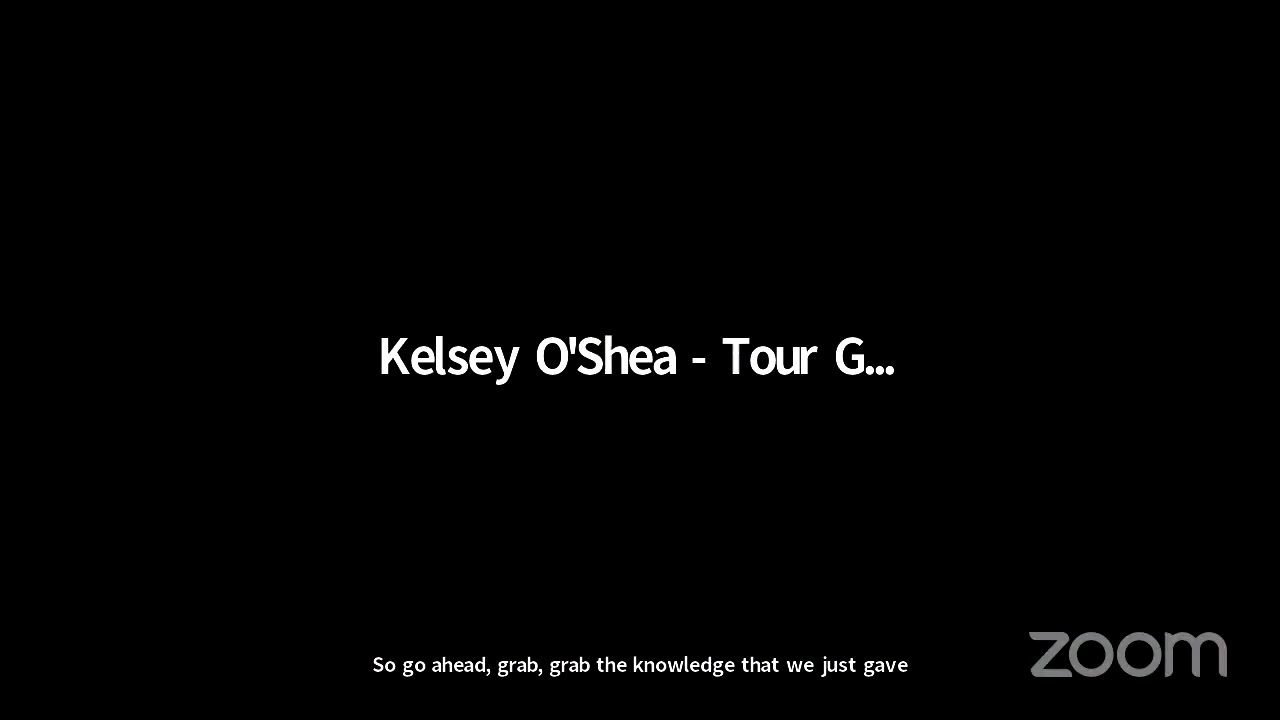 Kelsey O'Shea - Tour G...
So go ahead, grab, grab the knowledge that we just gave
zoom